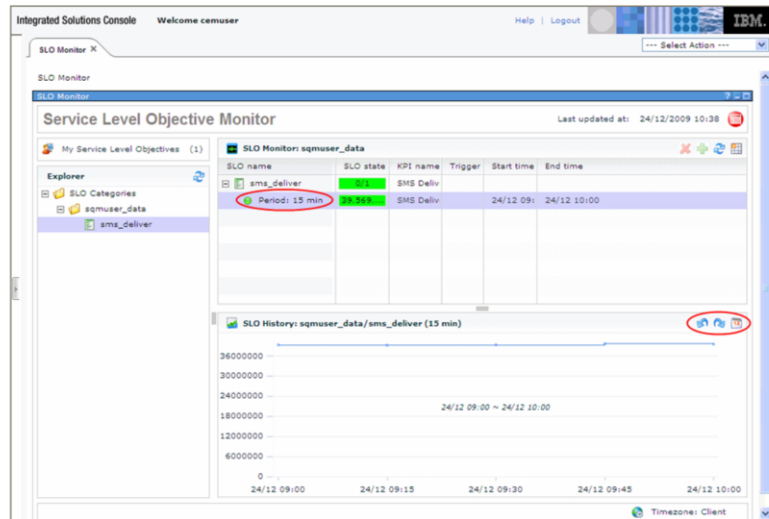 Integrated Solutions Console Welcome cemuser Help | Logout IBM.
SLO Monitor × --- Select Action ---
SLO Monitor
SLO Monitor
Service Level Objective Monitor Last updated at: 24/12/2009 10:38
My Service Level Objectives (1)
SLO Monitor: sqmuser_data
Explorer
SLO Categories
sqmuser_data
sms_deliver
SLO name SLO state KPI name Trigger Start time End time
sms_deliver 0/1 SMS Deliv
Period: 15 min 39,569,... SMS Deliv 24/12 09: 24/12 10:00
SLO History: sqmuser_data/sms_deliver (15 min)
36000000
30000000
24000000
18000000
12000000
6000000
0
24/12 09:00 ~ 24/12 10:00
24/12 09:00 24/12 09:15 24/12 09:30 24/12 09:45 24/12 10:00
Timezone: Client